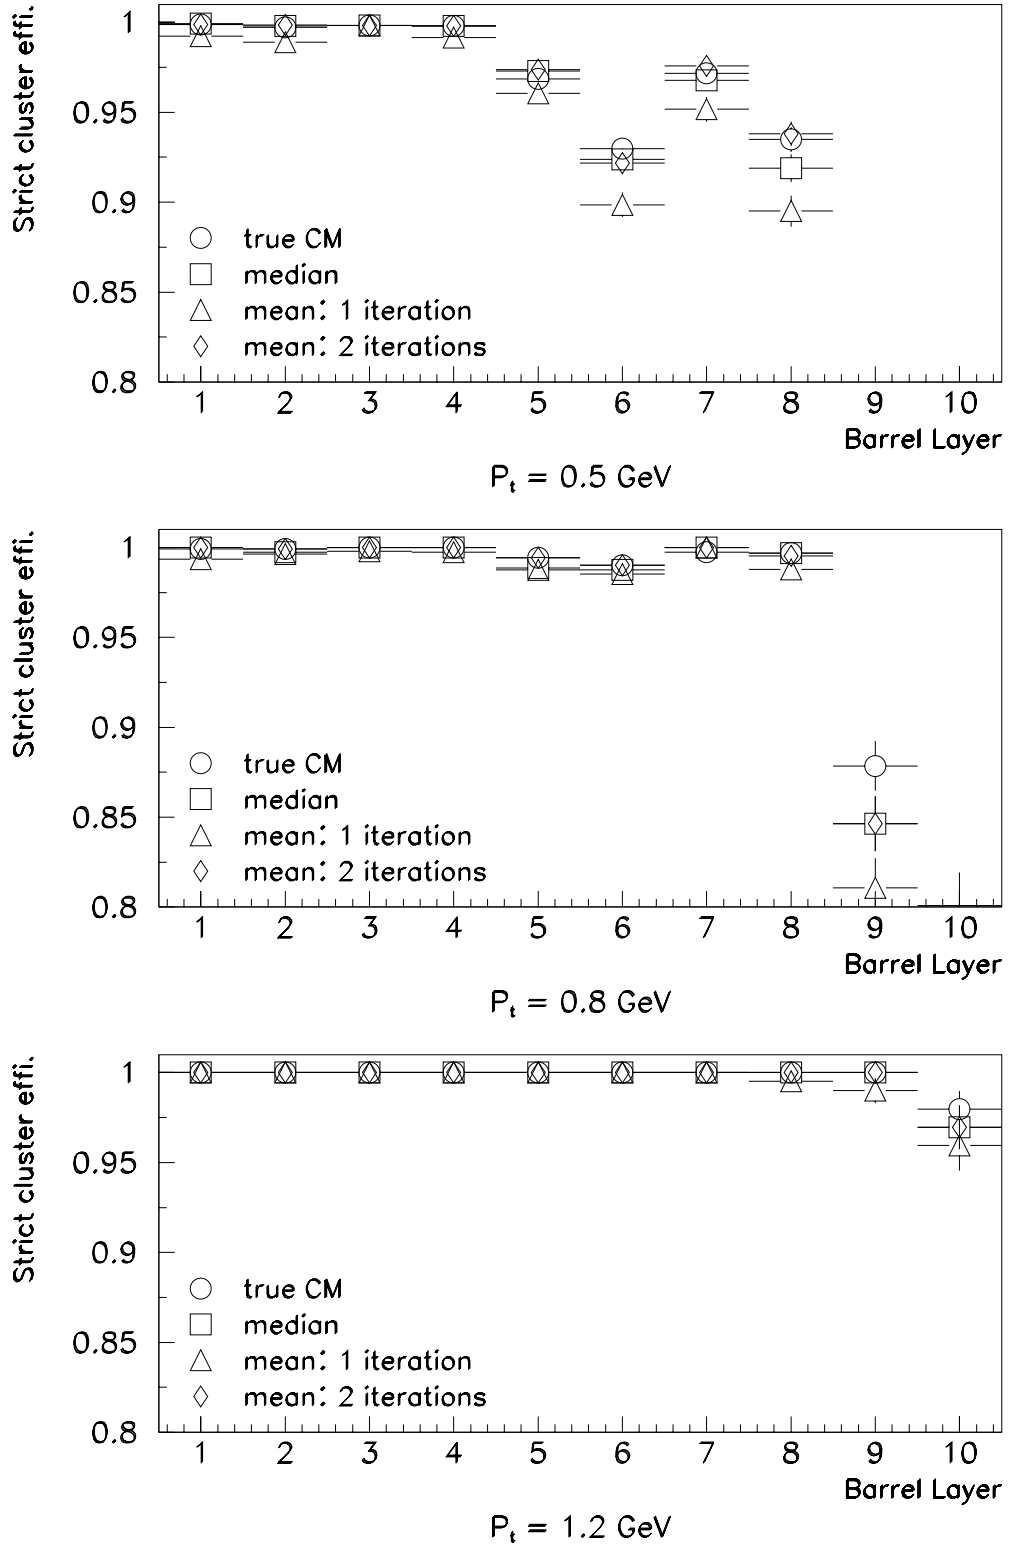 Strict cluster effi.
1
0.95
0.9
0.85
0.8
true CM
median
mean: 1 iteration
mean: 2 iterations
1 2 3 4 5 6 7 8 9 10
Barrel Layer
Pt = 0.5 GeV
Strict cluster effi.
1
0.95
0.9
0.85
0.8
true CM
median
mean: 1 iteration
mean: 2 iterations
1 2 3 4 5 6 7 8 9 10
Barrel Layer
Pt = 0.8 GeV
Strict cluster effi.
1
0.95
0.9
0.85
0.8
true CM
median
mean: 1 iteration
mean: 2 iterations
1 2 3 4 5 6 7 8 9 10
Barrel Layer
Pt = 1.2 GeV